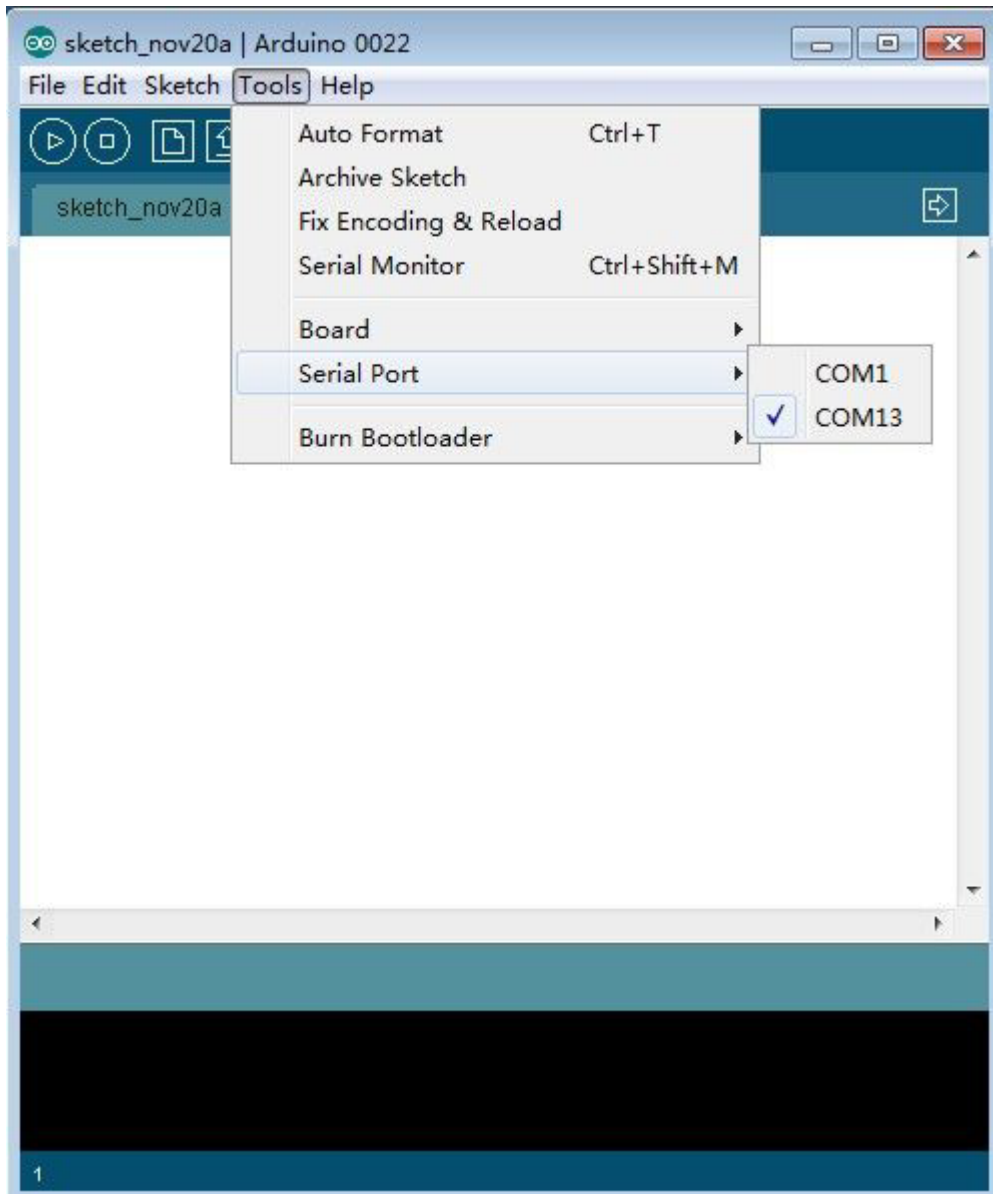 sketch_nov20a | Arduino 0022
File Edit Sketch Tools Help
Auto Format Ctrl+T
Archive Sketch
sketch_nov20a
Fix Encoding & Reload
Serial Monitor Ctrl+Shift+M
Board
Serial Port
COM1
COM13
Burn Bootloader
1